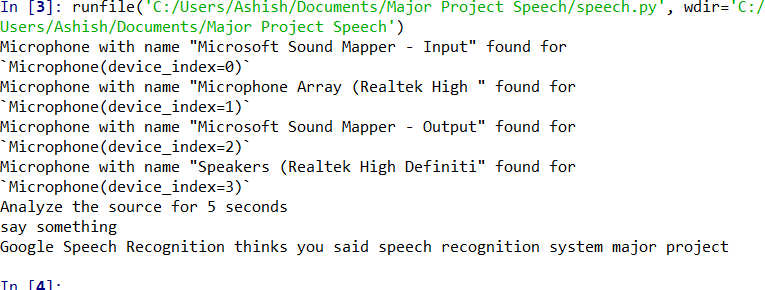 In [3]: runfile('C:/Users/Ashish/Documents/Major Project Speech/speech.py', wdir='C:/
Users/Ashish/Documents/Major Project Speech')
Microphone with name "Microsoft Sound Mapper - Input" found for
`Microphone(device_index=0)`
Microphone with name "Microphone Array (Realtek High " found for
`Microphone(device_index=1)`
Microphone with name "Microsoft Sound Mapper - Output" found for
`Microphone(device_index=2)`
Microphone with name "Speakers (Realtek High Definiti" found for
`Microphone(device_index=3)`
Analyze the source for 5 seconds
say something
Google Speech Recognition thinks you said speech recognition system major project
In [4]: